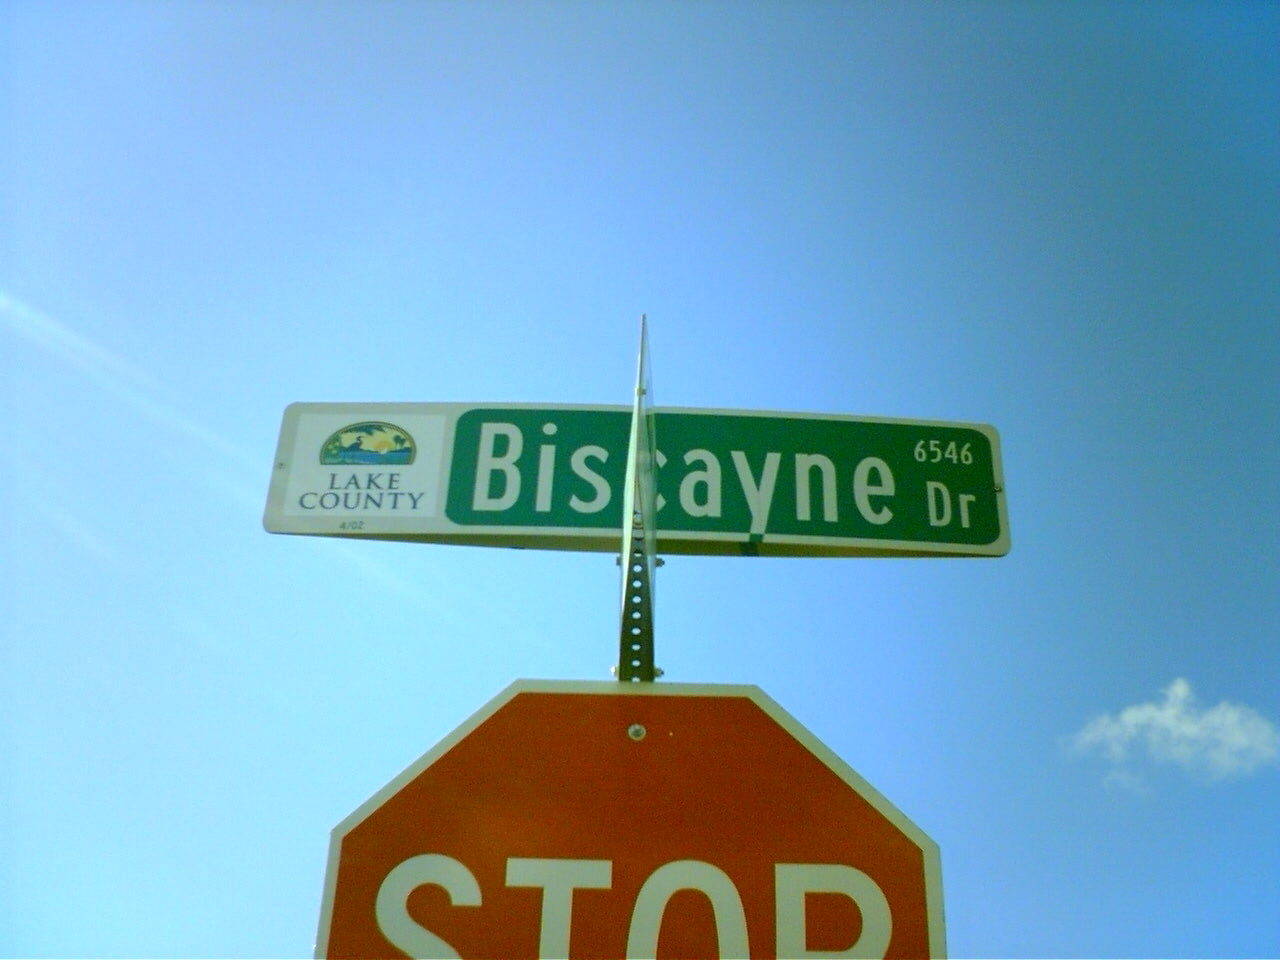 LAKE
COUNTY
4/02
Biscayne
6546
Dr
STOP